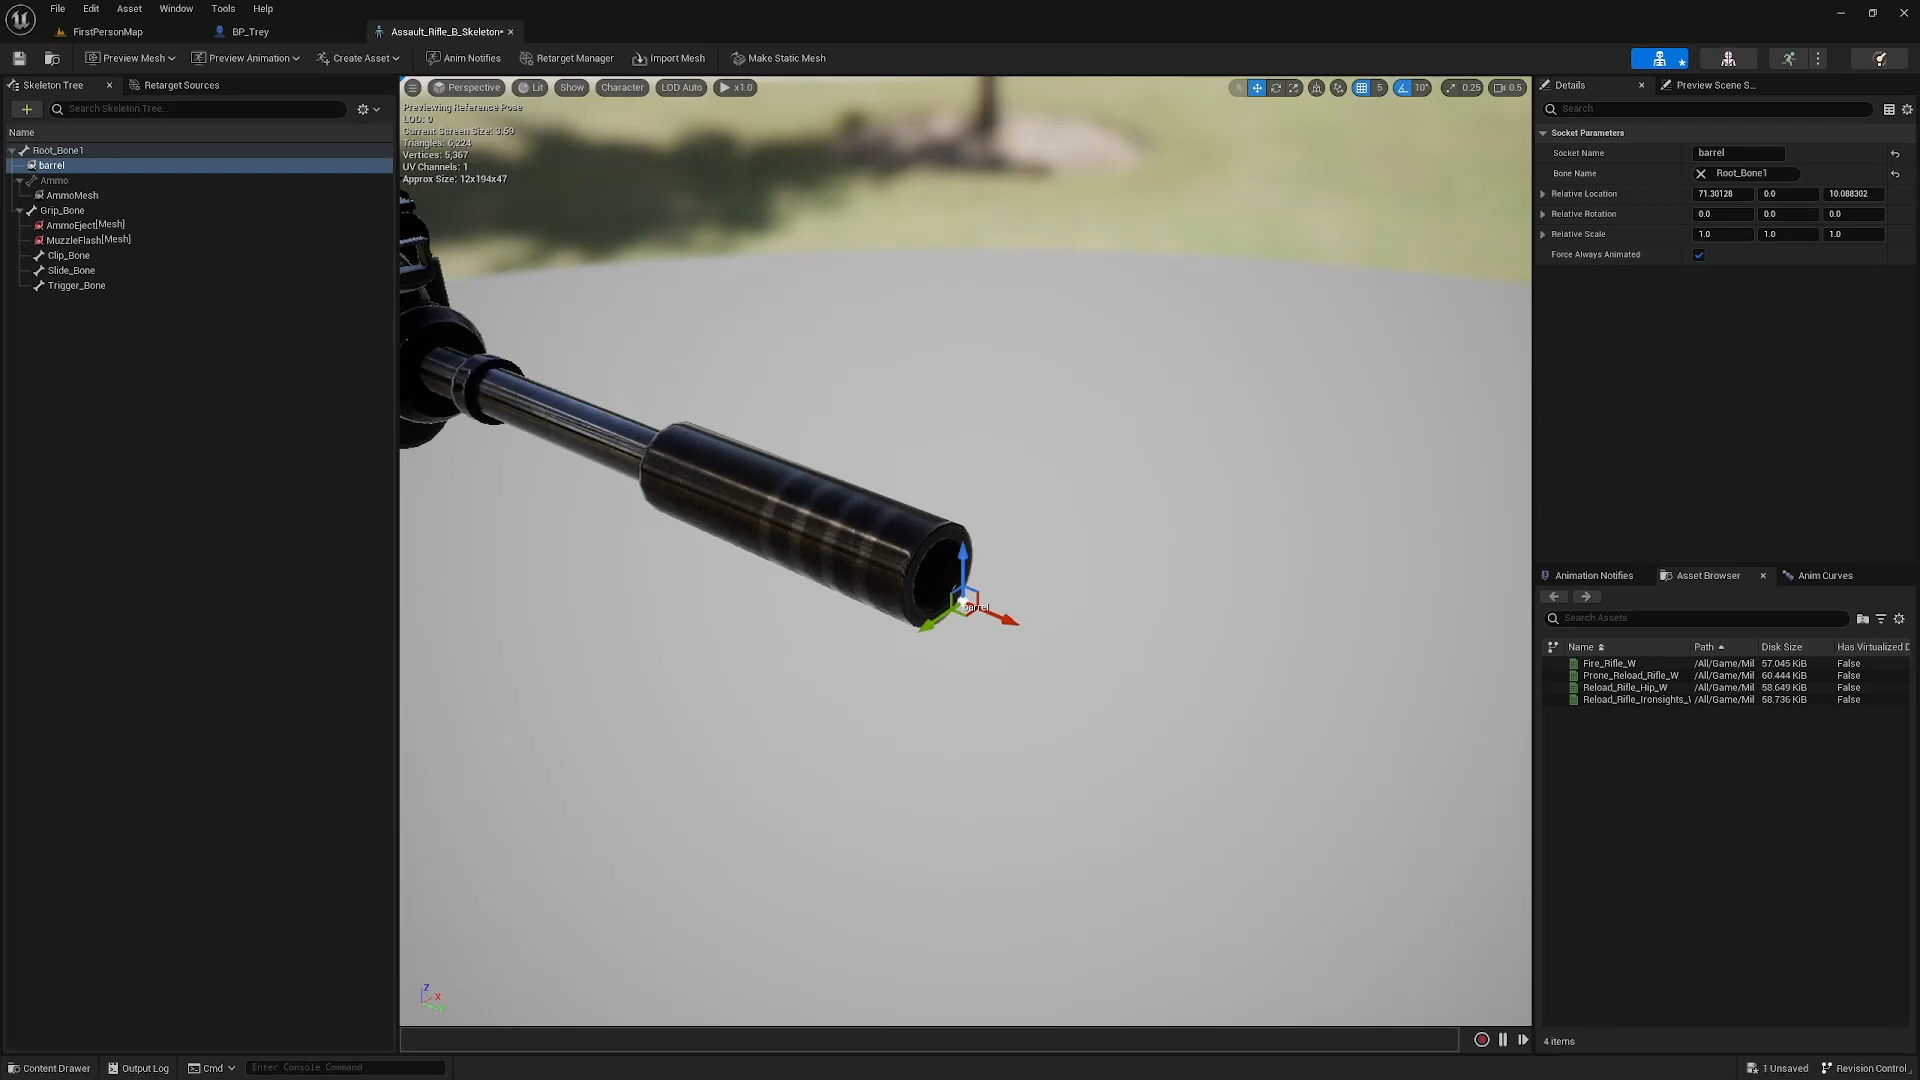 File Edit Asset Window Tools Help
FirstPersonMap BP_Trey Assault_Rifle_B_Skeleton•
Preview Mesh Preview Animation Create Asset Anim Notifies Retarget Manager Import Mesh Make Static Mesh
Skeleton Tree Retarget Sources
Search Skeleton Tree...
Name
Root_Bone1
barrel
Ammo
AmmoMesh
Grip_Bone
AmmoEject[Mesh]
MuzzleFlash[Mesh]
Clip_Bone
Slide_Bone
Trigger_Bone
Perspective Lit Show Character LOD Auto x1.0
5 10° 0.25 0.5
Previewing Reference Pose
LOD: 0
Current Screen Size: 3.59
Triangles: 6,224
Vertices: 5,367
UV Channels: 1
Approx Size: 12x194x47
barrel
Z
X
Y
Details Preview Scene S...
Search
Socket Parameters
Socket Name barrel
Bone Name Root_Bone1
Relative Location 71.30128 0.0 10.088302
Relative Rotation 0.0 0.0 0.0
Relative Scale 1.0 1.0 1.0
Force Always Animated
Animation Notifies Asset Browser Anim Curves
Search Assets
Name Path Disk Size Has Virtualized D
Fire_Rifle_W /All/Game/Mil 57.045 KiB False
Prone_Reload_Rifle_W /All/Game/Mil 60.444 KiB False
Reload_Rifle_Hip_W /All/Game/Mil 58.649 KiB False
Reload_Rifle_Ironsights_W /All/Game/Mil 58.736 KiB False
4 items
Content Drawer Output Log Cmd Enter Console Command
1 Unsaved Revision Control